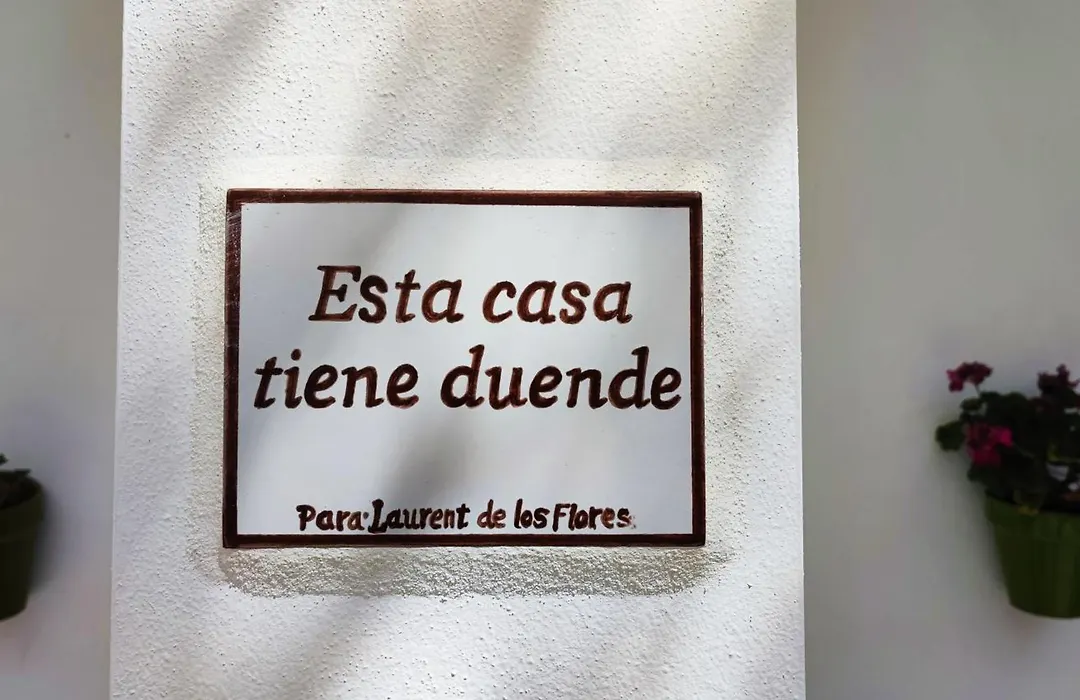 Esta casa
tiene duende
Para: Laurent de los Flores